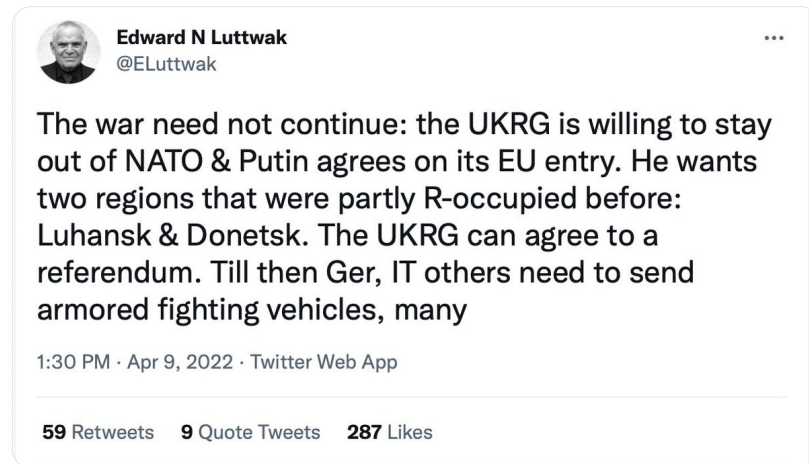 Edward N Luttwak
@ELuttwak
The war need not continue: the UKRG is willing to stay
out of NATO & Putin agrees on its EU entry. He wants
two regions that were partly R-occupied before:
Luhansk & Donetsk. The UKRG can agree to a
referendum. Till then Ger, IT others need to send
armored fighting vehicles, many
1:30 PM · Apr 9, 2022 · Twitter Web App
59 Retweets 9 Quote Tweets 287 Likes